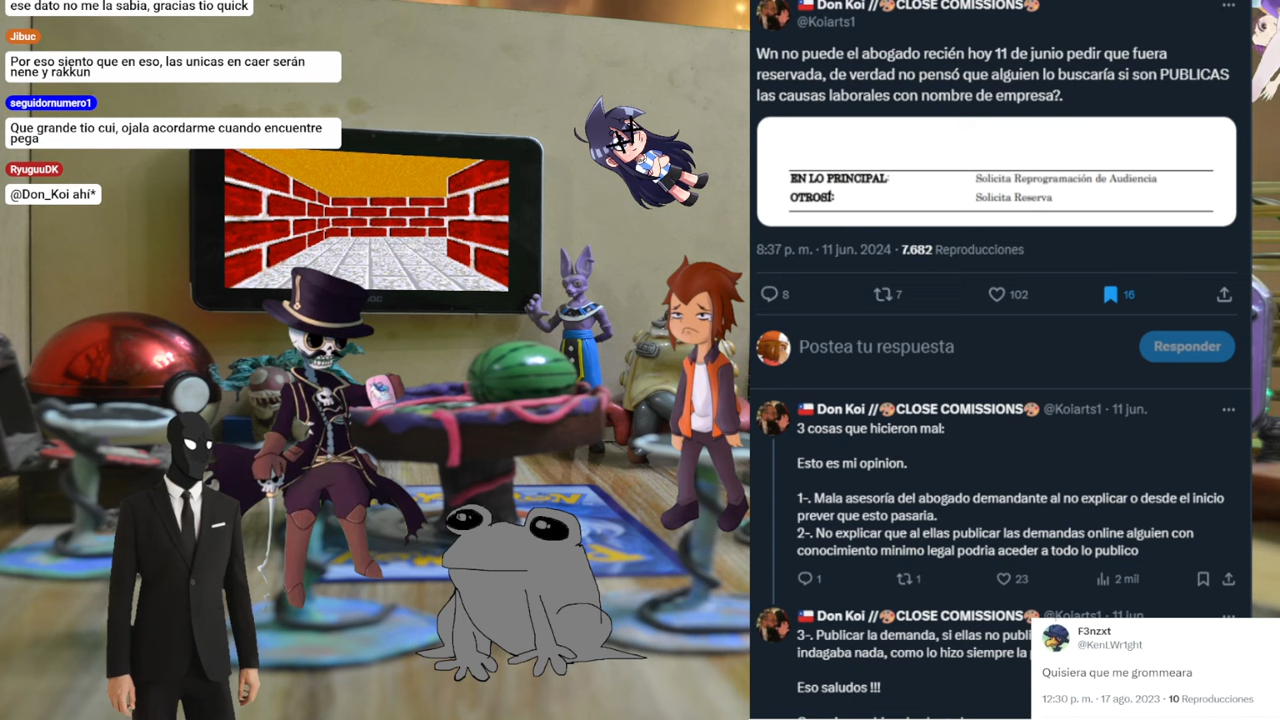 ese dato no me la sabia, gracias tio quick
Jibuc
Por eso siento que en eso, las unicas en caer serán
nene y rakkun
seguidornumero1
Que grande tio cui, ojala acordarme cuando encuentre
pega
RyuguuDK
@Don_Koi ahí*
Don Koi //🎨CLOSE COMISSIONS🎨
@Koiarts1
Wn no puede el abogado recién hoy 11 de junio pedir que fuera
reservada, de verdad no pensó que alguien lo buscaría si son PUBLICAS
las causas laborales con nombre de empresa?.
EN LO PRINCIPAL: Solicita Reprogramación de Audiencia
OTROSÍ: Solicita Reserva
8:37 p. m. · 11 jun. 2024 · 7.682 Reproducciones
8 7 102 16
Postea tu respuesta
Responder
Don Koi //🎨CLOSE COMISSIONS🎨 @Koiarts1 · 11 jun.
3 cosas que hicieron mal:
Esto es mi opinion.
1-. Mala asesoría del abogado demandante al no explicar o desde el inicio
prever que esto pasaria.
2-. No explicar que al ellas publicar las demandas online alguien con
conocimiento minimo legal podria aceder a todo lo publico
1 1 23 2 mil
Don Koi //🎨CLOSE COMISSIONS🎨 @Koiarts1 · 11 jun.
3-. Publicar la demanda, si ellas no publi
indagaba nada, como lo hizo siempre la
Eso saludos !!!
F3nzxt
@KenLWr1ght
Quisiera que me grommeara
12:30 p. m. · 17 ago. 2023 · 10 Reproducciones